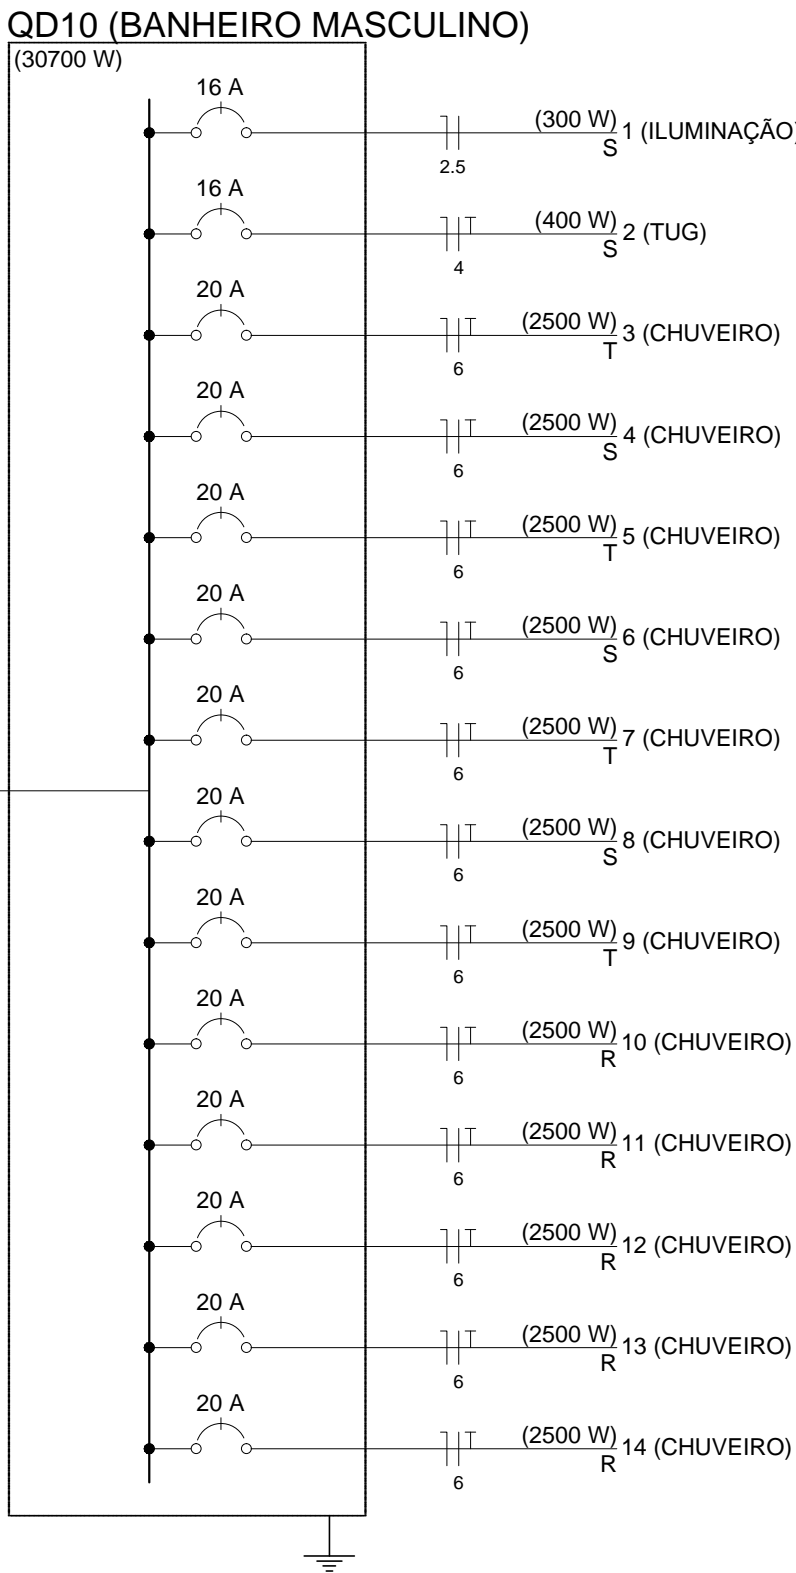 QD10 (BANHEIRO MASCULINO)
(30700 W)
16 A
(300 W) 1 (ILUMINAÇÃO)
S
2.5
16 A
(400 W) 2 (TUG)
S
4
20 A
(2500 W) 3 (CHUVEIRO)
T
6
20 A
(2500 W) 4 (CHUVEIRO)
S
6
20 A
(2500 W) 5 (CHUVEIRO)
T
6
20 A
(2500 W) 6 (CHUVEIRO)
S
6
20 A
(2500 W) 7 (CHUVEIRO)
T
6
20 A
(2500 W) 8 (CHUVEIRO)
S
6
20 A
(2500 W) 9 (CHUVEIRO)
T
6
20 A
(2500 W) 10 (CHUVEIRO)
R
6
20 A
(2500 W) 11 (CHUVEIRO)
R
6
20 A
(2500 W) 12 (CHUVEIRO)
R
6
20 A
(2500 W) 13 (CHUVEIRO)
R
6
20 A
(2500 W) 14 (CHUVEIRO)
R
6